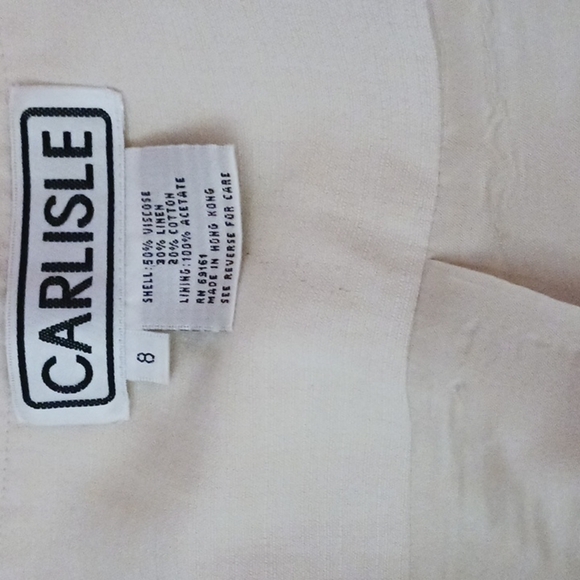 CARLISLE
8
SHELL:50% VISCOSE
30% LINEN
20% COTTON
LINING:100% ACETATE
RN 69161
MADE IN HONG KONG
SEE REVERSE FOR CARE